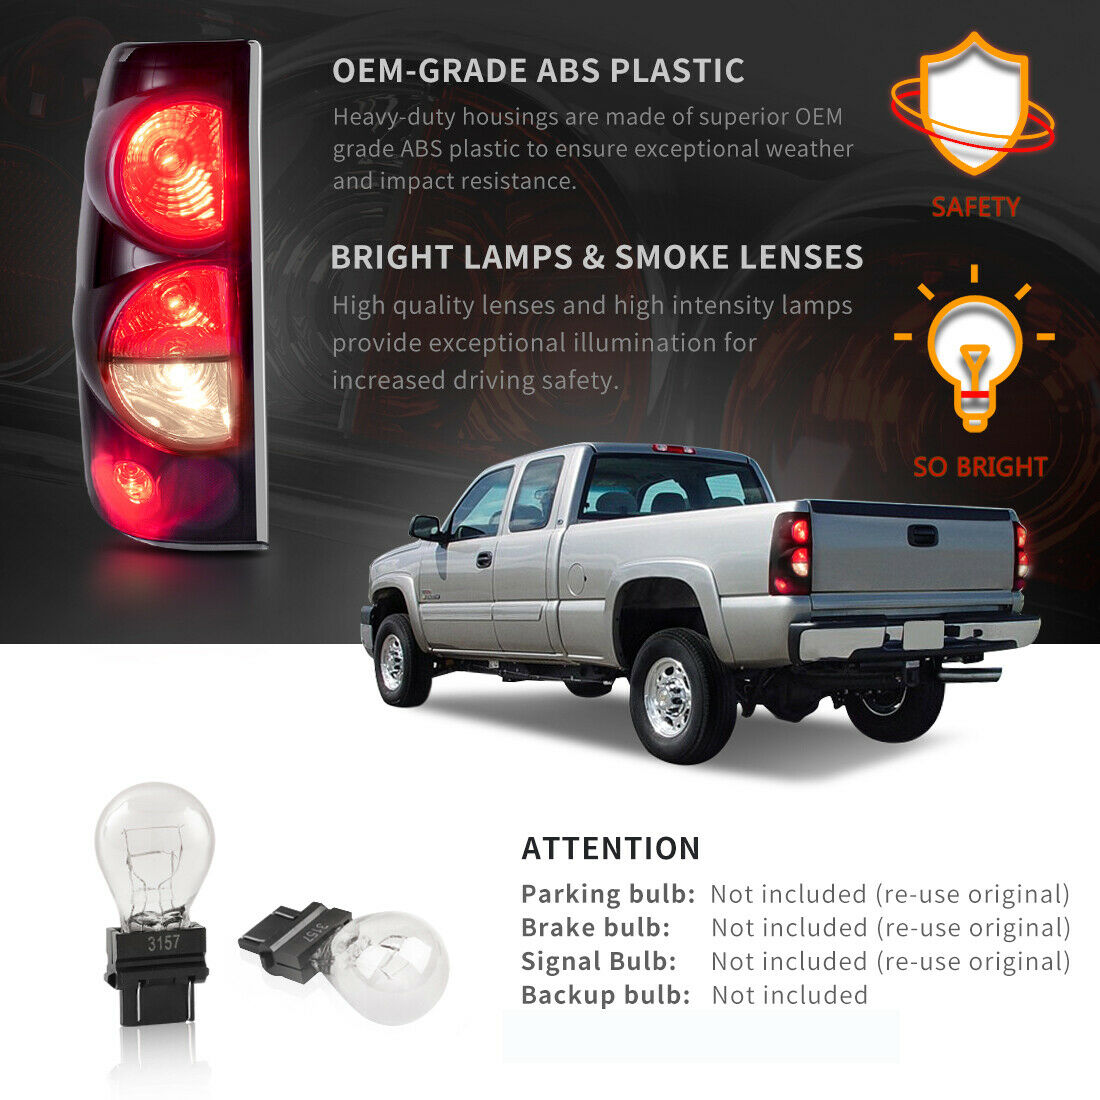 OEM-GRADE ABS PLASTIC
Heavy-duty housings are made of superior OEM
grade ABS plastic to ensure exceptional weather
and impact resistance.
SAFETY
BRIGHT LAMPS & SMOKE LENSES
High quality lenses and high intensity lamps
provide exceptional illumination for
increased driving safety.
SO BRIGHT
3157
3157
ATTENTION
Parking bulb: Not included (re-use original)
Brake bulb: Not included (re-use original)
Signal Bulb: Not included (re-use original)
Backup bulb: Not included